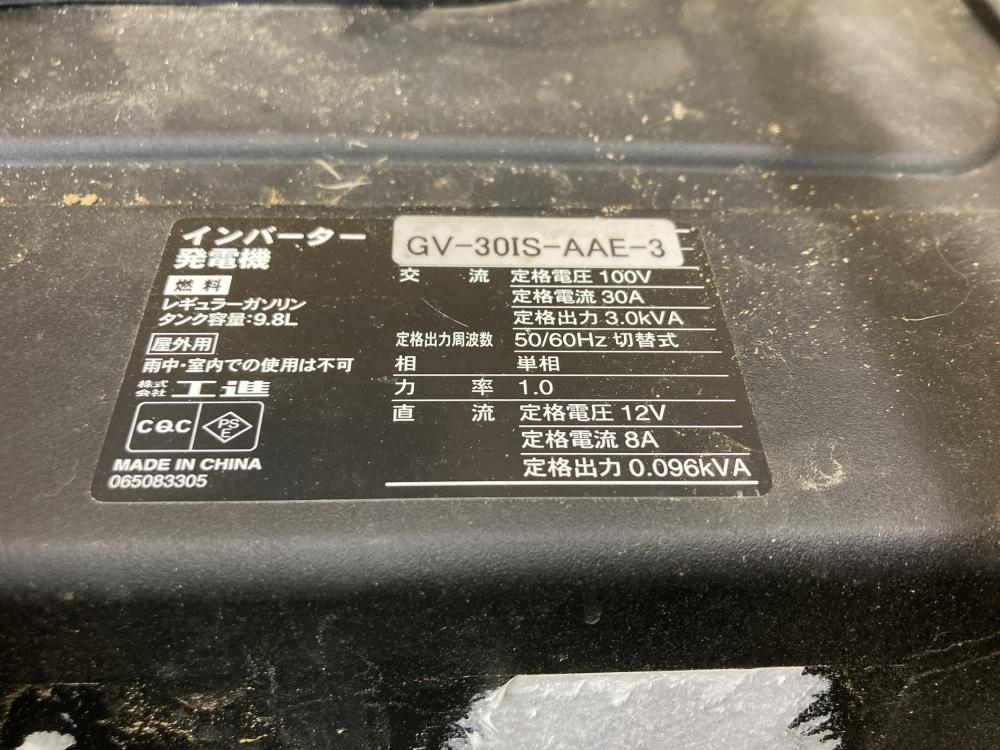 インバーター
発電機
燃料
レギュラーガソリン
タンク容量:9.8L
屋外用
雨中・室内での使用は不可
株式会社 工進
CQC PSE
MADE IN CHINA
065083305
GV-30IS-AAE-3
交流 定格電圧 100V
定格電流 30A
定格出力 3.0kVA
定格出力周波数 50/60Hz 切替式
相 単相
力率 1.0
直流 定格電圧 12V
定格電流 8A
定格出力 0.096kVA